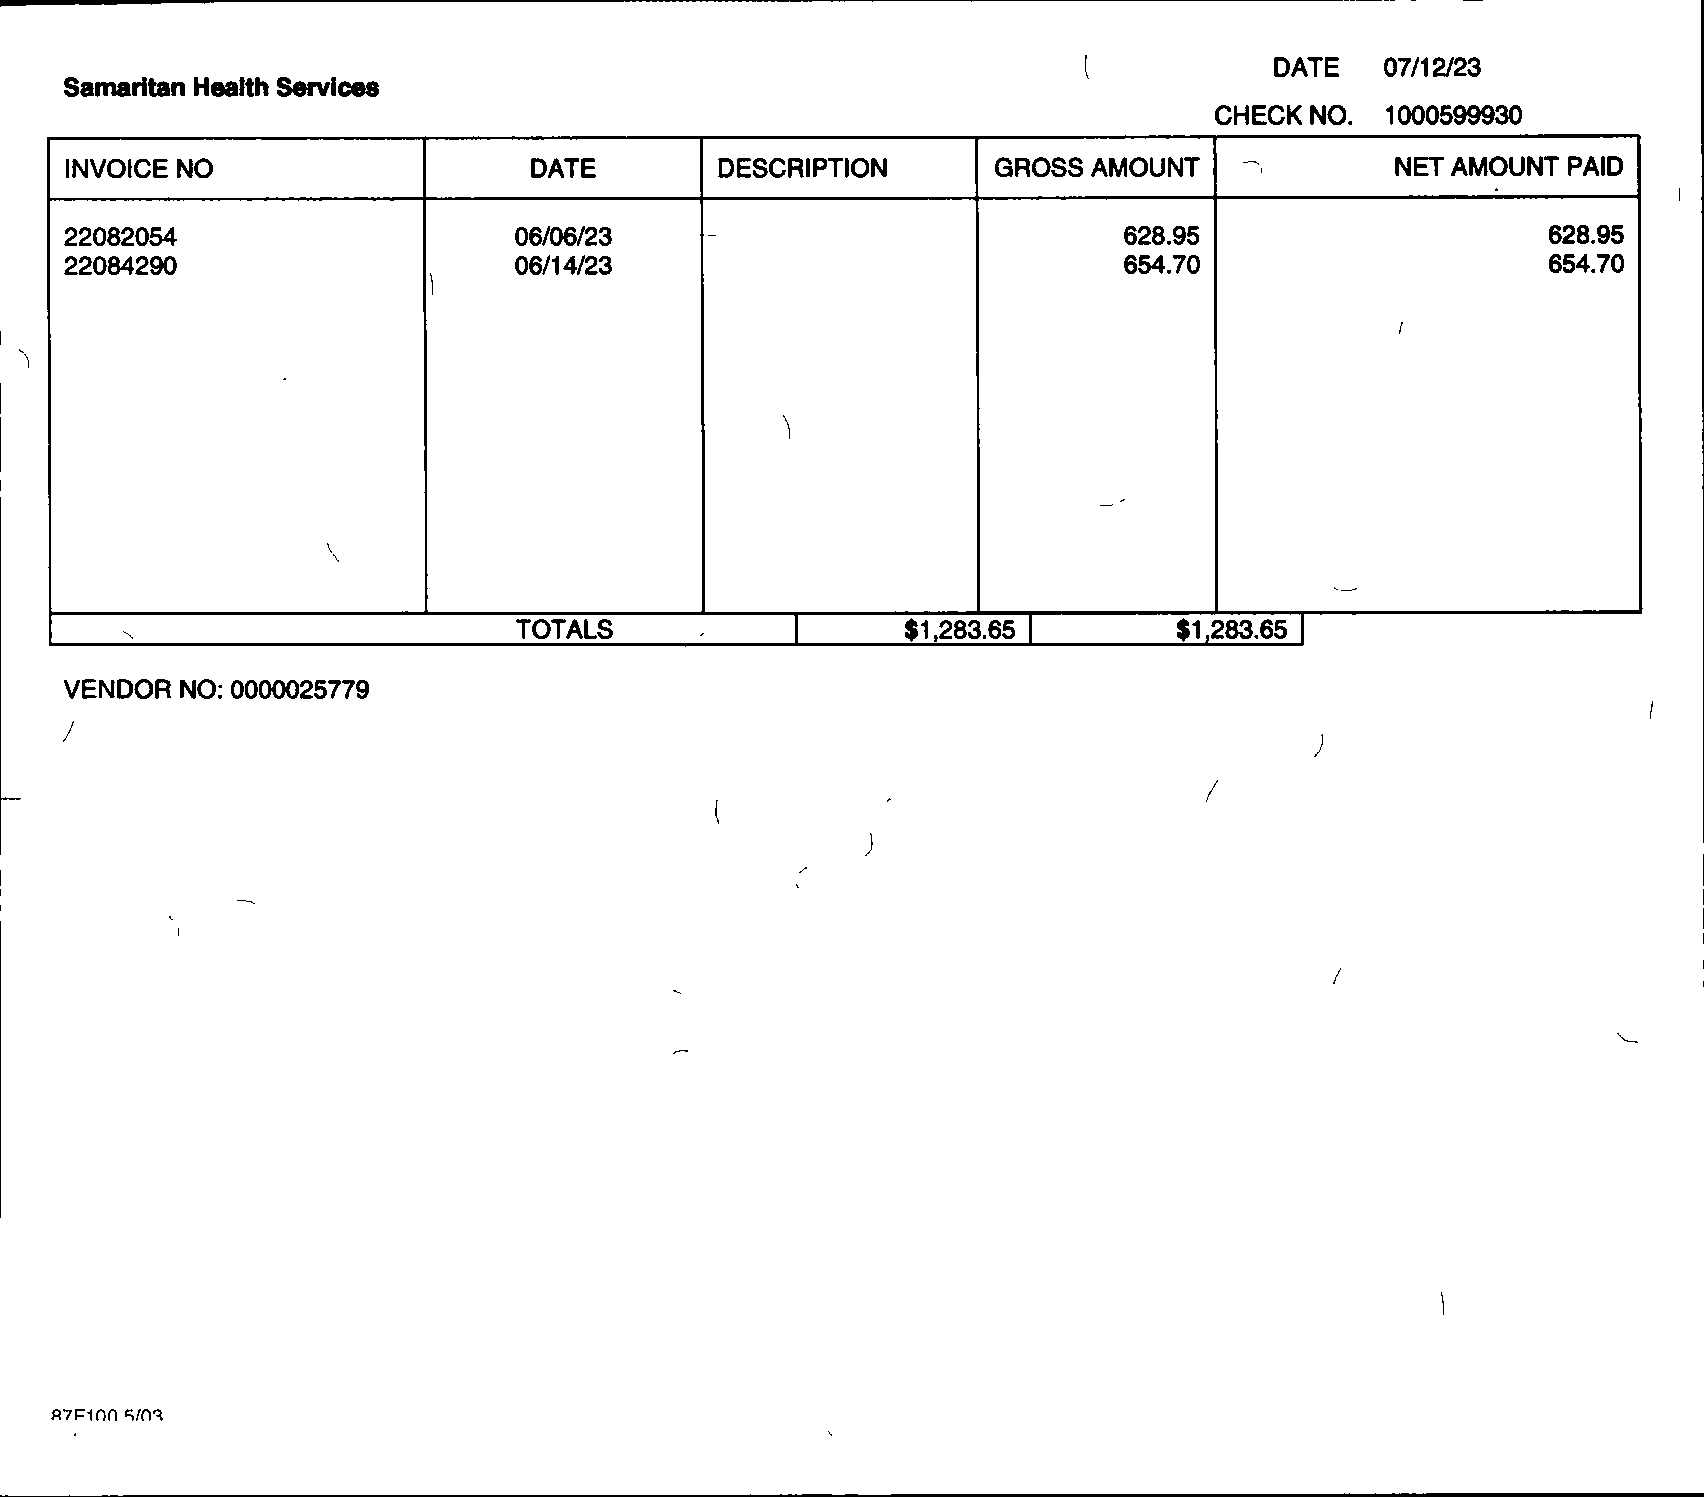 Samaritan Health Services
DATE 07/12/23
CHECK NO. 1000599930
INVOICE NO DATE DESCRIPTION GROSS AMOUNT NET AMOUNT PAID
22082054 06/06/23 628.95 628.95
22084290 06/14/23 654.70 654.70
TOTALS $1,283.65 $1,283.65
VENDOR NO: 0000025779
87F100 5/03